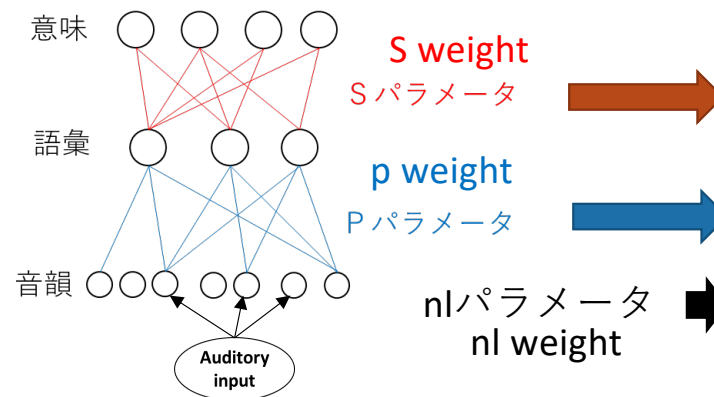 意味
S weight
Sパラメータ
語彙
p weight
Pパラメータ
音韻
nlパラメータ
nl weight
Auditory
input